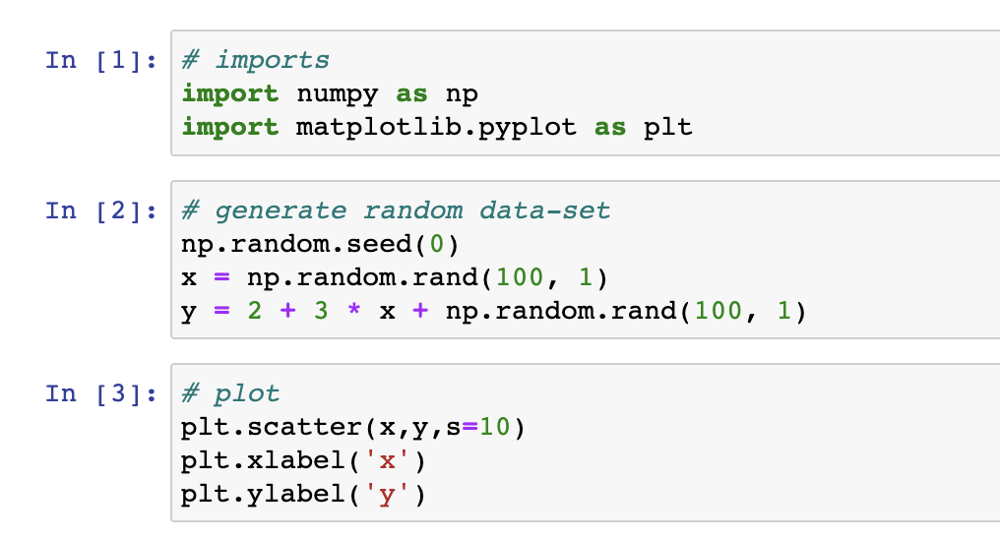 In [1]: # imports
import numpy as np
import matplotlib.pyplot as plt
In [2]: # generate random data-set
np.random.seed(0)
x = np.random.rand(100, 1)
y = 2 + 3 * x + np.random.rand(100, 1)
In [3]: # plot
plt.scatter(x,y,s=10)
plt.xlabel('x')
plt.ylabel('y')